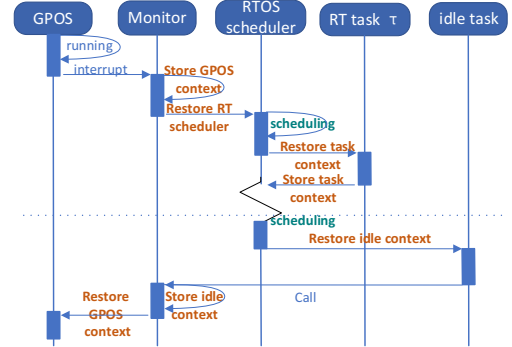 GPOS
Monitor
RTOS
scheduler
RT task τ
idle task
running
interrupt
Store GPOS
context
Restore RT
scheduler
scheduling
Restore task
context
Store task
context
scheduling
Restore idle context
Call
Store idle
context
Restore
GPOS
context